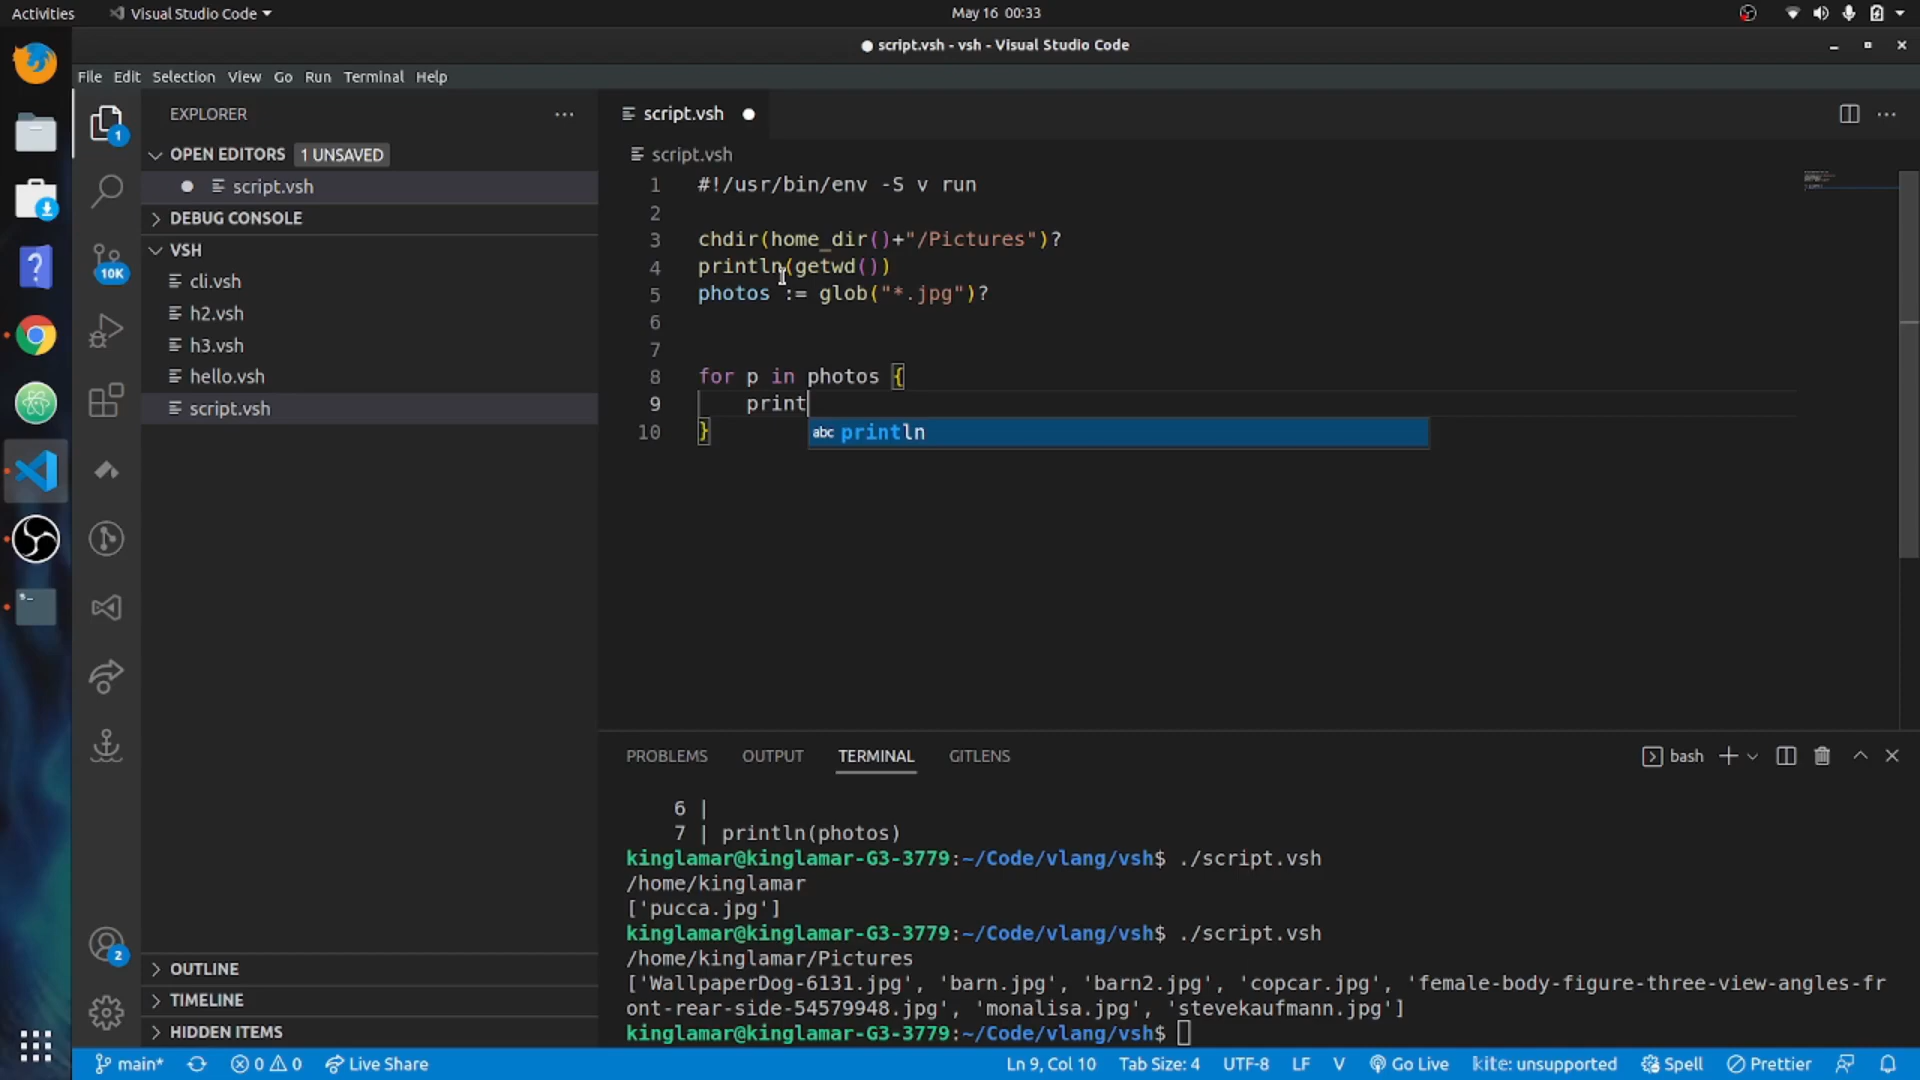 Activities
Visual Studio Code
May 16 00:33
script.vsh - vsh - Visual Studio Code
File Edit Selection View Go Run Terminal Help
EXPLORER
OPEN EDITORS 1 UNSAVED
script.vsh
DEBUG CONSOLE
VSH
cli.vsh
h2.vsh
h3.vsh
hello.vsh
script.vsh
OUTLINE
TIMELINE
HIDDEN ITEMS
1
10K
2
script.vsh
script.vsh
1 #!/usr/bin/env -S v run
2
3 chdir(home_dir()+"/Pictures")?
4 println(getwd())
5 photos := glob("*.jpg")?
6
7
8 for p in photos {
9 print
10 }
abc println
PROBLEMS OUTPUT TERMINAL GITLENS
bash
6 |
7 | println(photos)
kinglamar@kinglamar-G3-3779:~/Code/vlang/vsh$ ./script.vsh
/home/kinglamar
['pucca.jpg']
kinglamar@kinglamar-G3-3779:~/Code/vlang/vsh$ ./script.vsh
/home/kinglamar/Pictures
['WallpaperDog-6131.jpg', 'barn.jpg', 'barn2.jpg', 'copcar.jpg', 'female-body-figure-three-view-angles-fr
ont-rear-side-54579948.jpg', 'monalisa.jpg', 'stevekaufmann.jpg']
kinglamar@kinglamar-G3-3779:~/Code/vlang/vsh$
main* 0 0 Live Share Ln 9, Col 10 Tab Size: 4 UTF-8 LF V Go Live kite: unsupported Spell Prettier